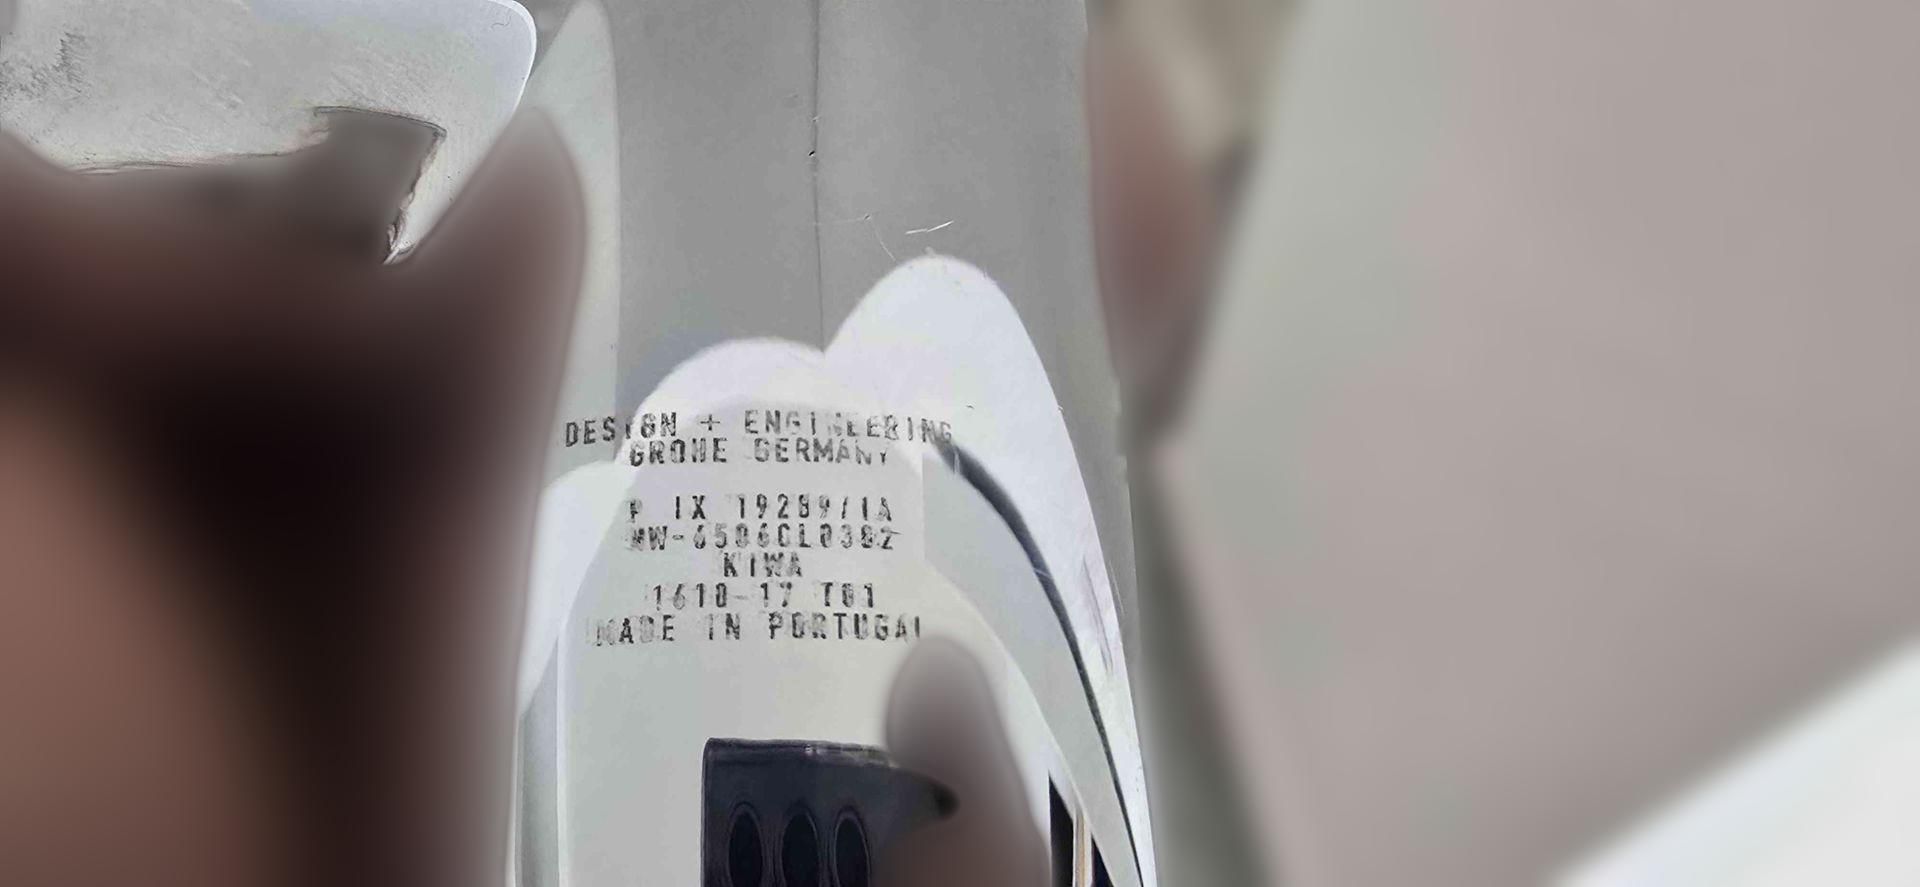 DESIGN + ENGINEERING
GROHE GERMANY
P IX 19289/IA
KIWA
MADE IN PORTUGAL